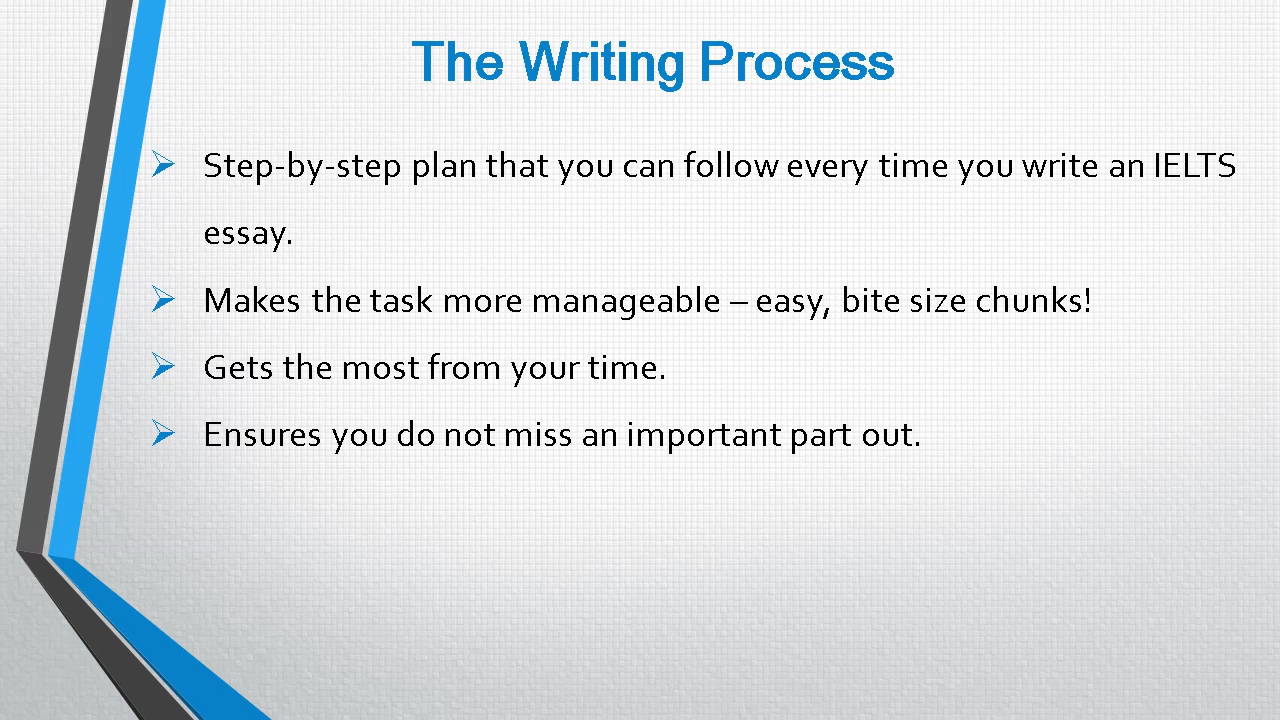 The Writing Process
Step-by-step plan that you can follow every time you write an IELTS
essay.
Makes the task more manageable – easy, bite size chunks!
Gets the most from your time.
Ensures you do not miss an important part out.